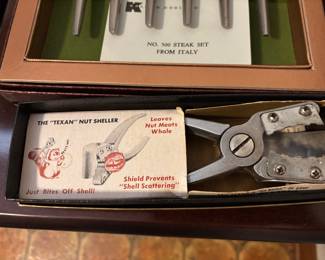 NO. 500 STEAK SET
FROM ITALY
THE "TEXAN" NUT SHELLER
Leaves
Nut Meats
Whole
Just Bites Off Shell!
Shield Prevents
"Shell Scattering"